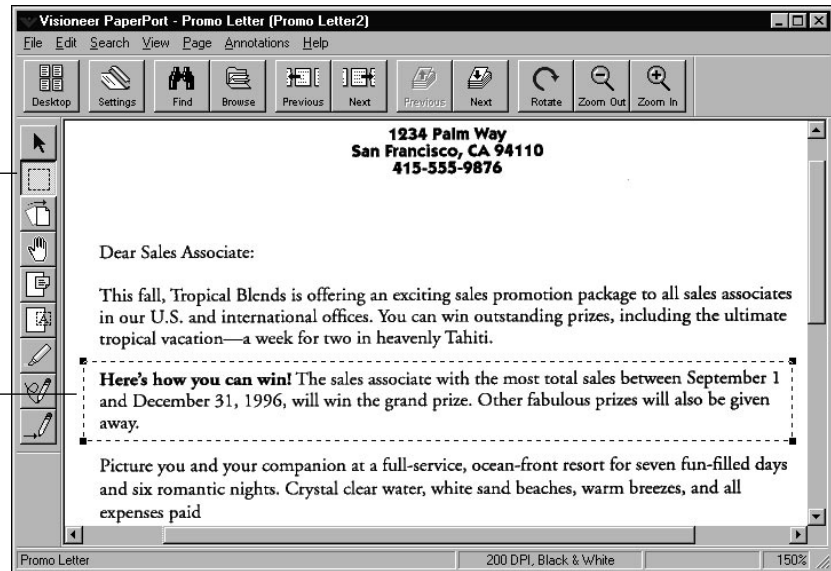 Visioneer PaperPort - Promo Letter (Promo Letter2)
File Edit Search View Page Annotations Help
Desktop Settings Find Browse Previous Next Previous Next Rotate Zoom Out Zoom In
1234 Palm Way
San Francisco, CA 94110
415-555-9876
Dear Sales Associate:
This fall, Tropical Blends is offering an exciting sales promotion package to all sales associates
in our U.S. and international offices. You can win outstanding prizes, including the ultimate
tropical vacation—a week for two in heavenly Tahiti.
Here's how you can win! The sales associate with the most total sales between September 1
and December 31, 1996, will win the grand prize. Other fabulous prizes will also be given
away.
Picture you and your companion at a full-service, ocean-front resort for seven fun-filled days
and six romantic nights. Crystal clear water, white sand beaches, warm breezes, and all
expenses paid
Promo Letter 200 DPI, Black & White 150%